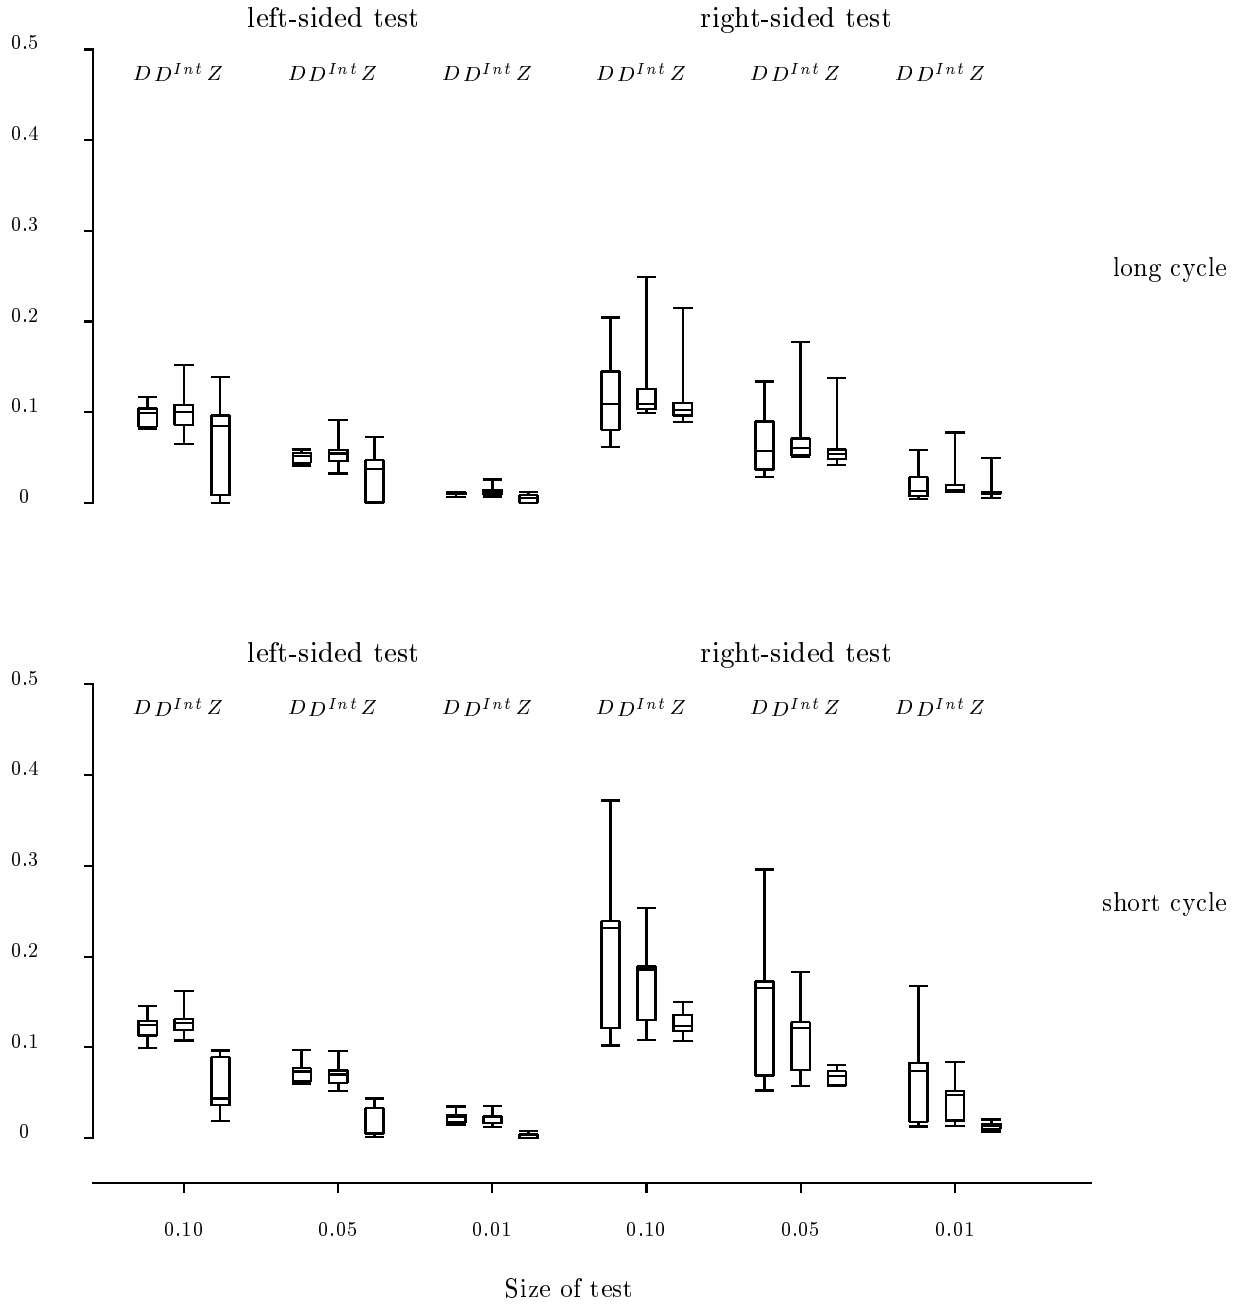 left-sided test right-sided test
0.5
D D^Int Z D D^Int Z D D^Int Z D D^Int Z D D^Int Z D D^Int Z
0.4
0.3
long cycle
0.2
0.1
0
left-sided test right-sided test
0.5
D D^Int Z D D^Int Z D D^Int Z D D^Int Z D D^Int Z D D^Int Z
0.4
0.3
short cycle
0.2
0.1
0
0.10 0.05 0.01 0.10 0.05 0.01
Size of test